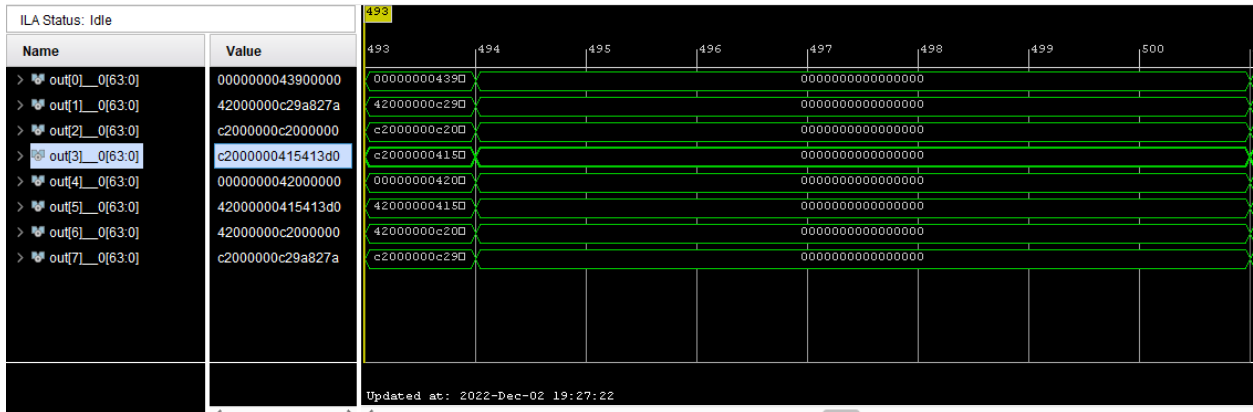 ILA Status: Idle
493
Name Value 493 494 495 496 497 498 499 500
out[0]__0[63:0] 0000000043900000 00000000439 0000000000000000
out[1]__0[63:0] 42000000c29a827a 42000000c29 0000000000000000
out[2]__0[63:0] c2000000c2000000 c2000000c20 0000000000000000
out[3]__0[63:0] c2000000415413d0 c2000000415 0000000000000000
out[4]__0[63:0] 0000000042000000 00000000420 0000000000000000
out[5]__0[63:0] 42000000415413d0 42000000415 0000000000000000
out[6]__0[63:0] 42000000c2000000 42000000c20 0000000000000000
out[7]__0[63:0] c2000000c29a827a c2000000c29 0000000000000000
Updated at: 2022-Dec-02 19:27:22